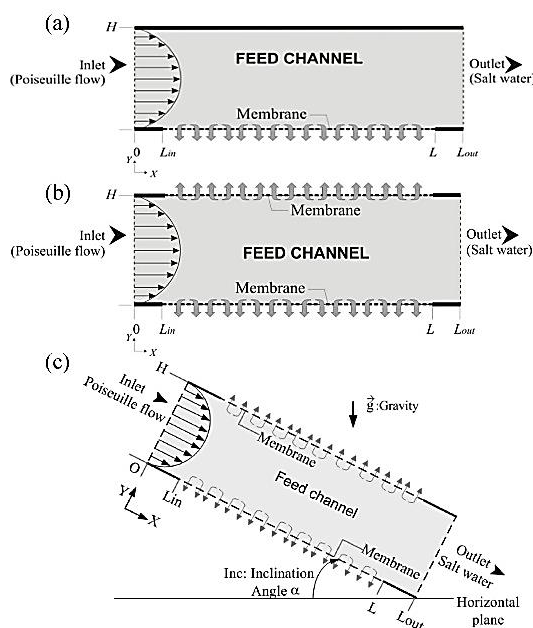 (a)
H
Inlet
(Poiseuille flow)
FEED CHANNEL
Outlet
(Salt water)
Membrane
0
Lin
L
Lout
Y
X
(b)
H
Membrane
Inlet
(Poiseuille flow)
FEED CHANNEL
Outlet
(Salt water)
Membrane
0
Lin
L
Lout
Y
X
(c)
H
Inlet
Poiseuille flow
g:Gravity
Membrane
Feed channel
O
Y
X
Lin
Membrane
Outlet
Salt water
Inc: Inclination
Angle α
L
Lout
Horizontal
plane